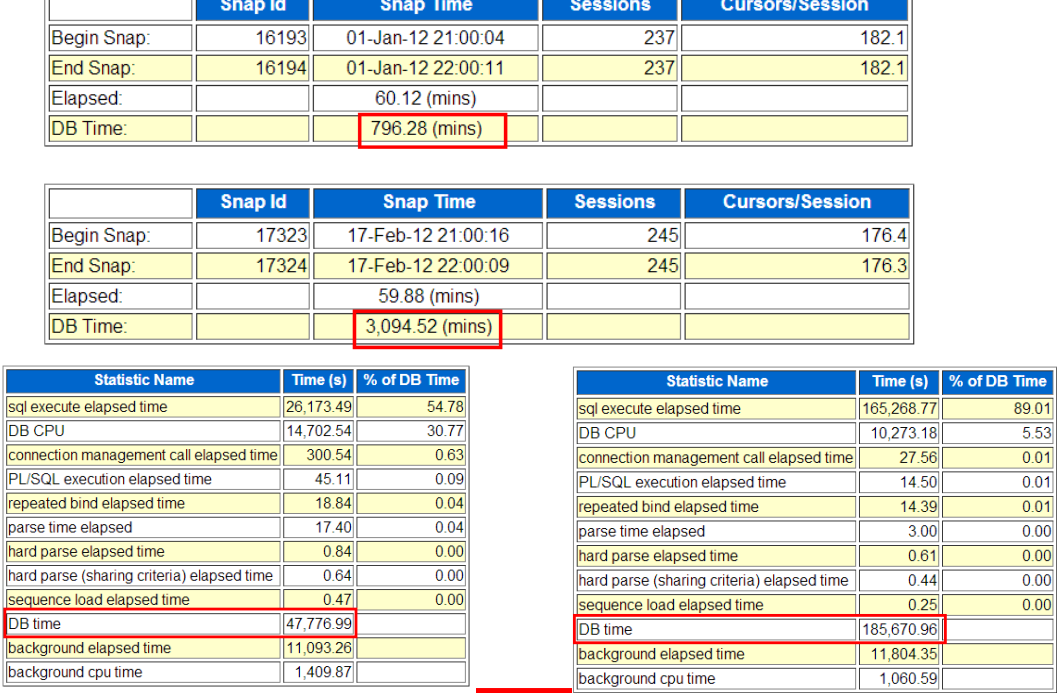 Snap Id Snap Time Sessions Cursors/Session
Begin Snap: 16193 01-Jan-12 21:00:04 237 182.1
End Snap: 16194 01-Jan-12 22:00:11 237 182.1
Elapsed: 60.12 (mins)
DB Time: 796.28 (mins)
Snap Id Snap Time Sessions Cursors/Session
Begin Snap: 17323 17-Feb-12 21:00:16 245 176.4
End Snap: 17324 17-Feb-12 22:00:09 245 176.3
Elapsed: 59.88 (mins)
DB Time: 3,094.52 (mins)
Statistic Name Time (s) % of DB Time
sql execute elapsed time 26,173.49 54.78
DB CPU 14,702.54 30.77
connection management call elapsed time 300.54 0.63
PL/SQL execution elapsed time 45.11 0.09
repeated bind elapsed time 18.84 0.04
parse time elapsed 17.40 0.04
hard parse elapsed time 0.84 0.00
hard parse (sharing criteria) elapsed time 0.64 0.00
sequence load elapsed time 0.47 0.00
DB time 47,776.99
background elapsed time 11,093.26
background cpu time 1,409.87
Statistic Name Time (s) % of DB Time
sql execute elapsed time 165,268.77 89.01
DB CPU 10,273.18 5.53
connection management call elapsed time 27.56 0.01
PL/SQL execution elapsed time 14.50 0.01
repeated bind elapsed time 14.39 0.01
parse time elapsed 3.00 0.00
hard parse elapsed time 0.61 0.00
hard parse (sharing criteria) elapsed time 0.44 0.00
sequence load elapsed time 0.25 0.00
DB time 185,670.96
background elapsed time 11,804.35
background cpu time 1,060.59